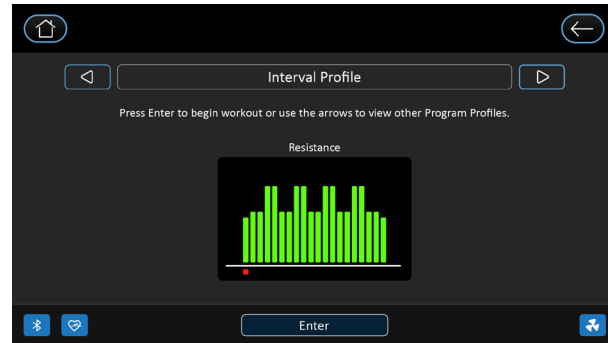 Interval Profile
Press Enter to begin workout or use the arrows to view other Program Profiles.
Resistance
Enter